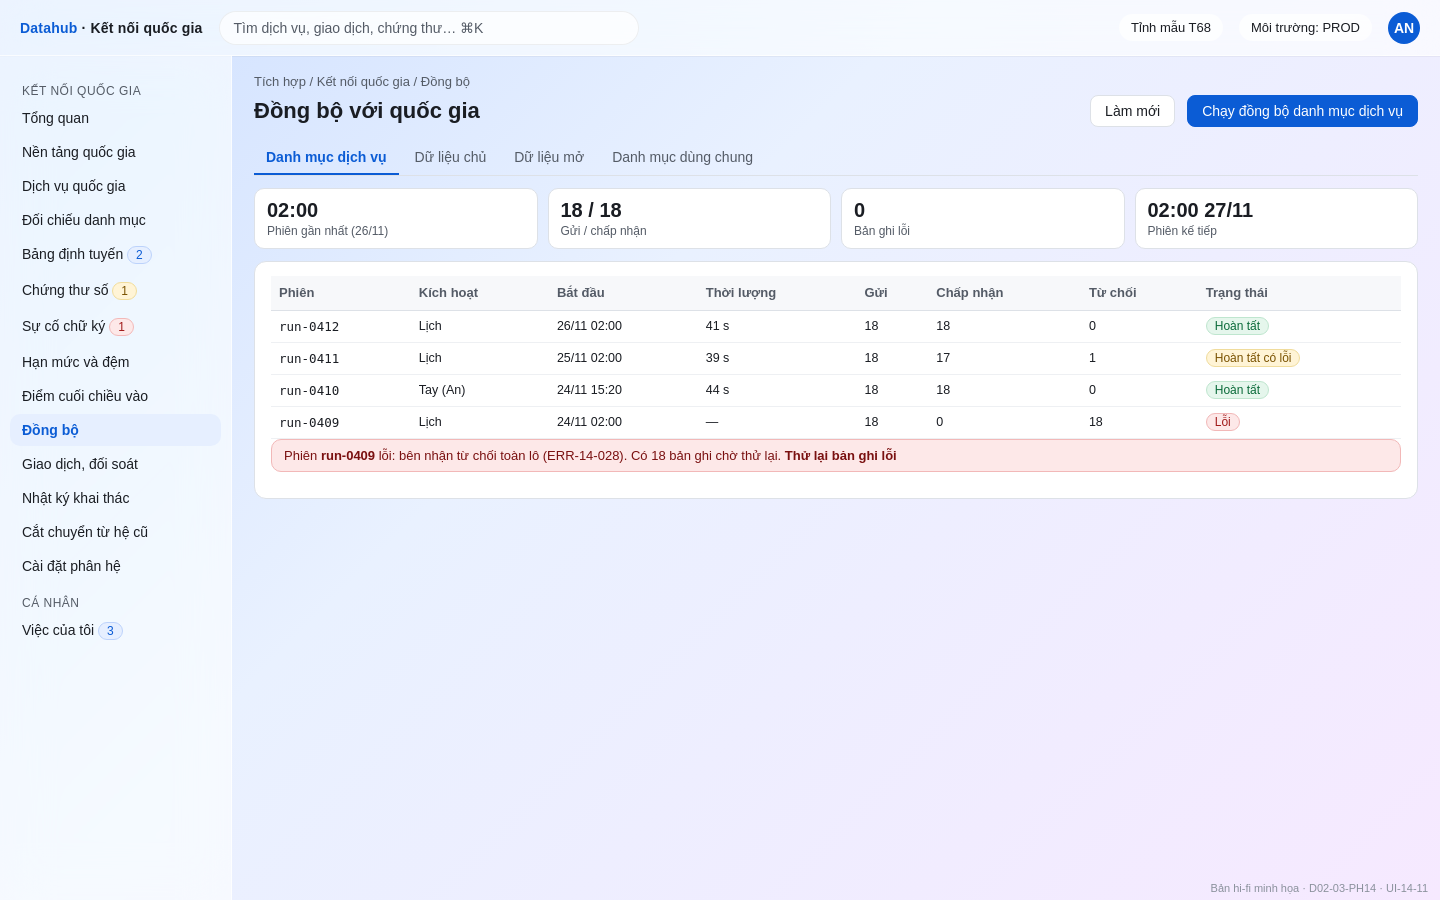 Datahub · Kết nối quốc gia
Tìm dịch vụ, giao dịch, chứng thư… ⌘K
Tỉnh mẫu T68
Môi trường: PROD
AN
KẾT NỐI QUỐC GIA
Tổng quan
Nền tảng quốc gia
Dịch vụ quốc gia
Đối chiếu danh mục
Bảng định tuyến 2
Chứng thư số 1
Sự cố chữ ký 1
Hạn mức và đệm
Điểm cuối chiều vào
Đồng bộ
Giao dịch, đối soát
Nhật ký khai thác
Cắt chuyển từ hệ cũ
Cài đặt phân hệ
CÁ NHÂN
Việc của tôi 3
Tích hợp / Kết nối quốc gia / Đồng bộ
Đồng bộ với quốc gia
Làm mới
Chạy đồng bộ danh mục dịch vụ
Danh mục dịch vụ Dữ liệu chủ Dữ liệu mở Danh mục dùng chung
02:00
Phiên gần nhất (26/11)
18 / 18
Gửi / chấp nhận
0
Bản ghi lỗi
02:00 27/11
Phiên kế tiếp
Phiên Kích hoạt Bắt đầu Thời lượng Gửi Chấp nhận Từ chối Trạng thái
run-0412 Lịch 26/11 02:00 41 s 18 18 0 Hoàn tất
run-0411 Lịch 25/11 02:00 39 s 18 17 1 Hoàn tất có lỗi
run-0410 Tay (An) 24/11 15:20 44 s 18 18 0 Hoàn tất
run-0409 Lịch 24/11 02:00 — 18 0 18 Lỗi
Phiên run-0409 lỗi: bên nhận từ chối toàn lô (ERR-14-028). Có 18 bản ghi chờ thử lại. Thử lại bản ghi lỗi
Bản hi-fi minh họa · D02-03-PH14 · UI-14-11